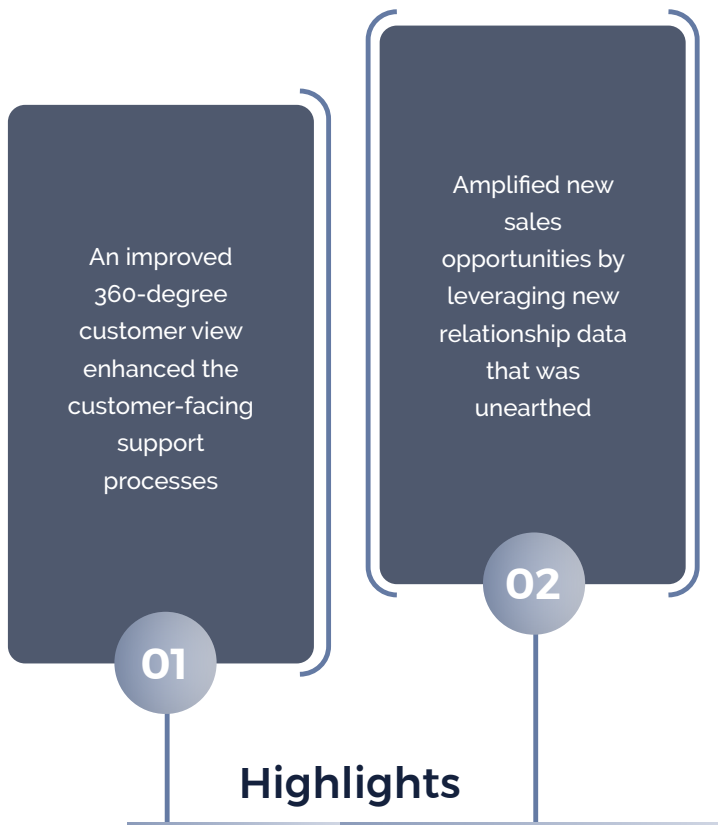 An improved
360-degree
customer view
enhanced the
customer-facing
support
processes
01
Amplified new
sales
opportunities by
leveraging new
relationship data
that was
unearthed
02
Highlights